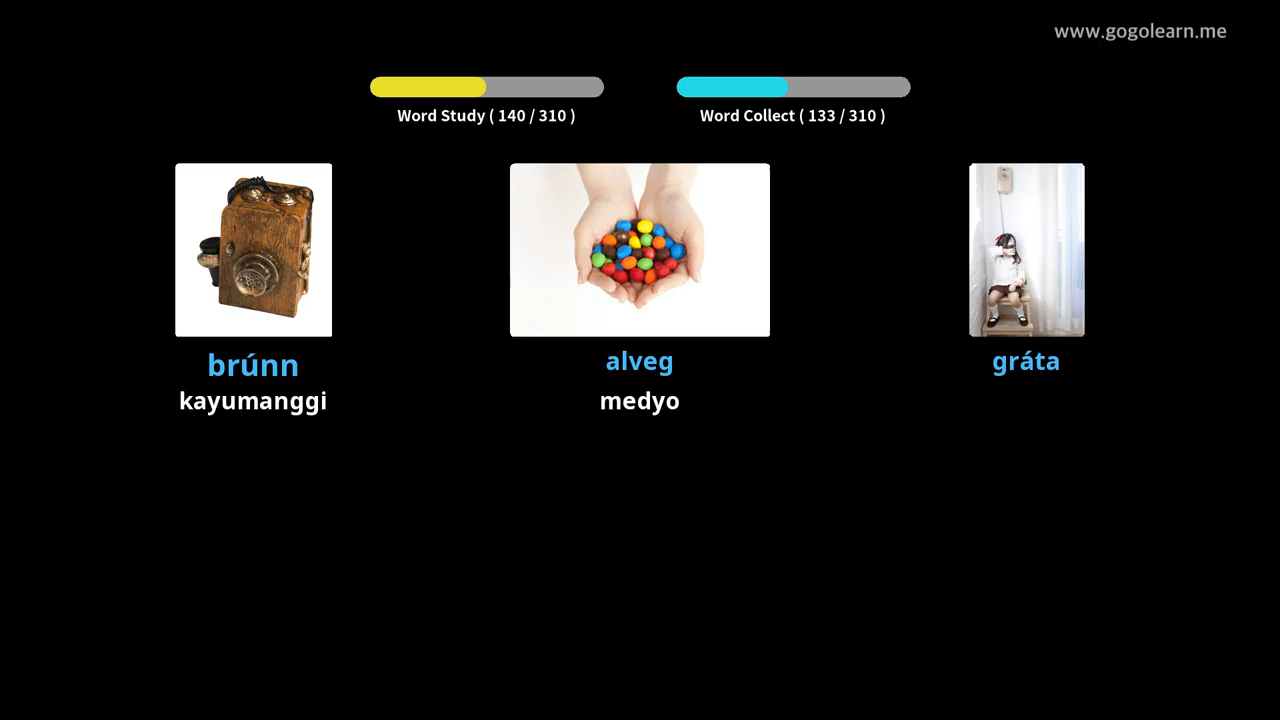 www.gogolearn.me
Word Study ( 140 / 310 )
Word Collect ( 133 / 310 )
brúnn
alveg
gráta
kayumanggi
medyo